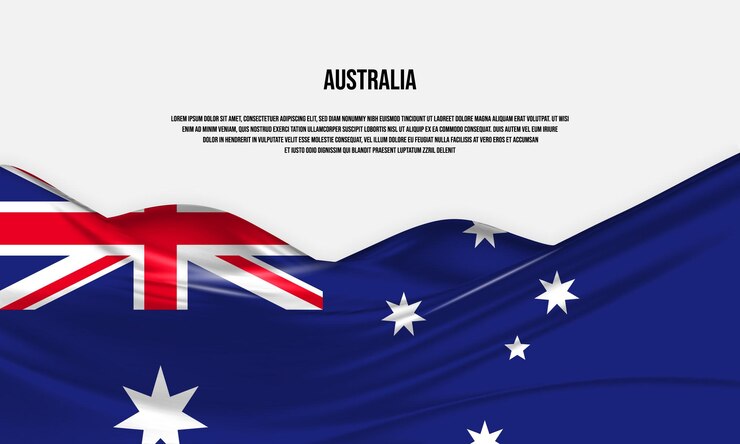 AUSTRALIA
LOREM IPSUM DOLOR SIT AMET, CONSECTETUER ADIPISCING ELIT, SED DIAM NONUMMY NIBH EUISMOD TINCIDUNT UT LAOREET DOLORE MAGNA ALIQUAM ERAT VOLUTPAT. UT WISI
ENIM AD MINIM VENIAM, QUIS NOSTRUD EXERCI TATION ULLAMCORPER SUSCIPIT LOBORTIS NISL UT ALIQUIP EX EA COMMODO CONSEQUAT. DUIS AUTEM VEL EUM IRIURE
DOLOR IN HENDRERIT IN VULPUTATE VELIT ESSE MOLESTIE CONSEQUAT, VEL ILLUM DOLORE EU FEUGIAT NULLA FACILISIS AT VERO EROS ET ACCUMSAN
ET IUSTO ODIO DIGNISSIM QUI BLANDIT PRAESENT LUPTATUM ZZRIL DELENIT